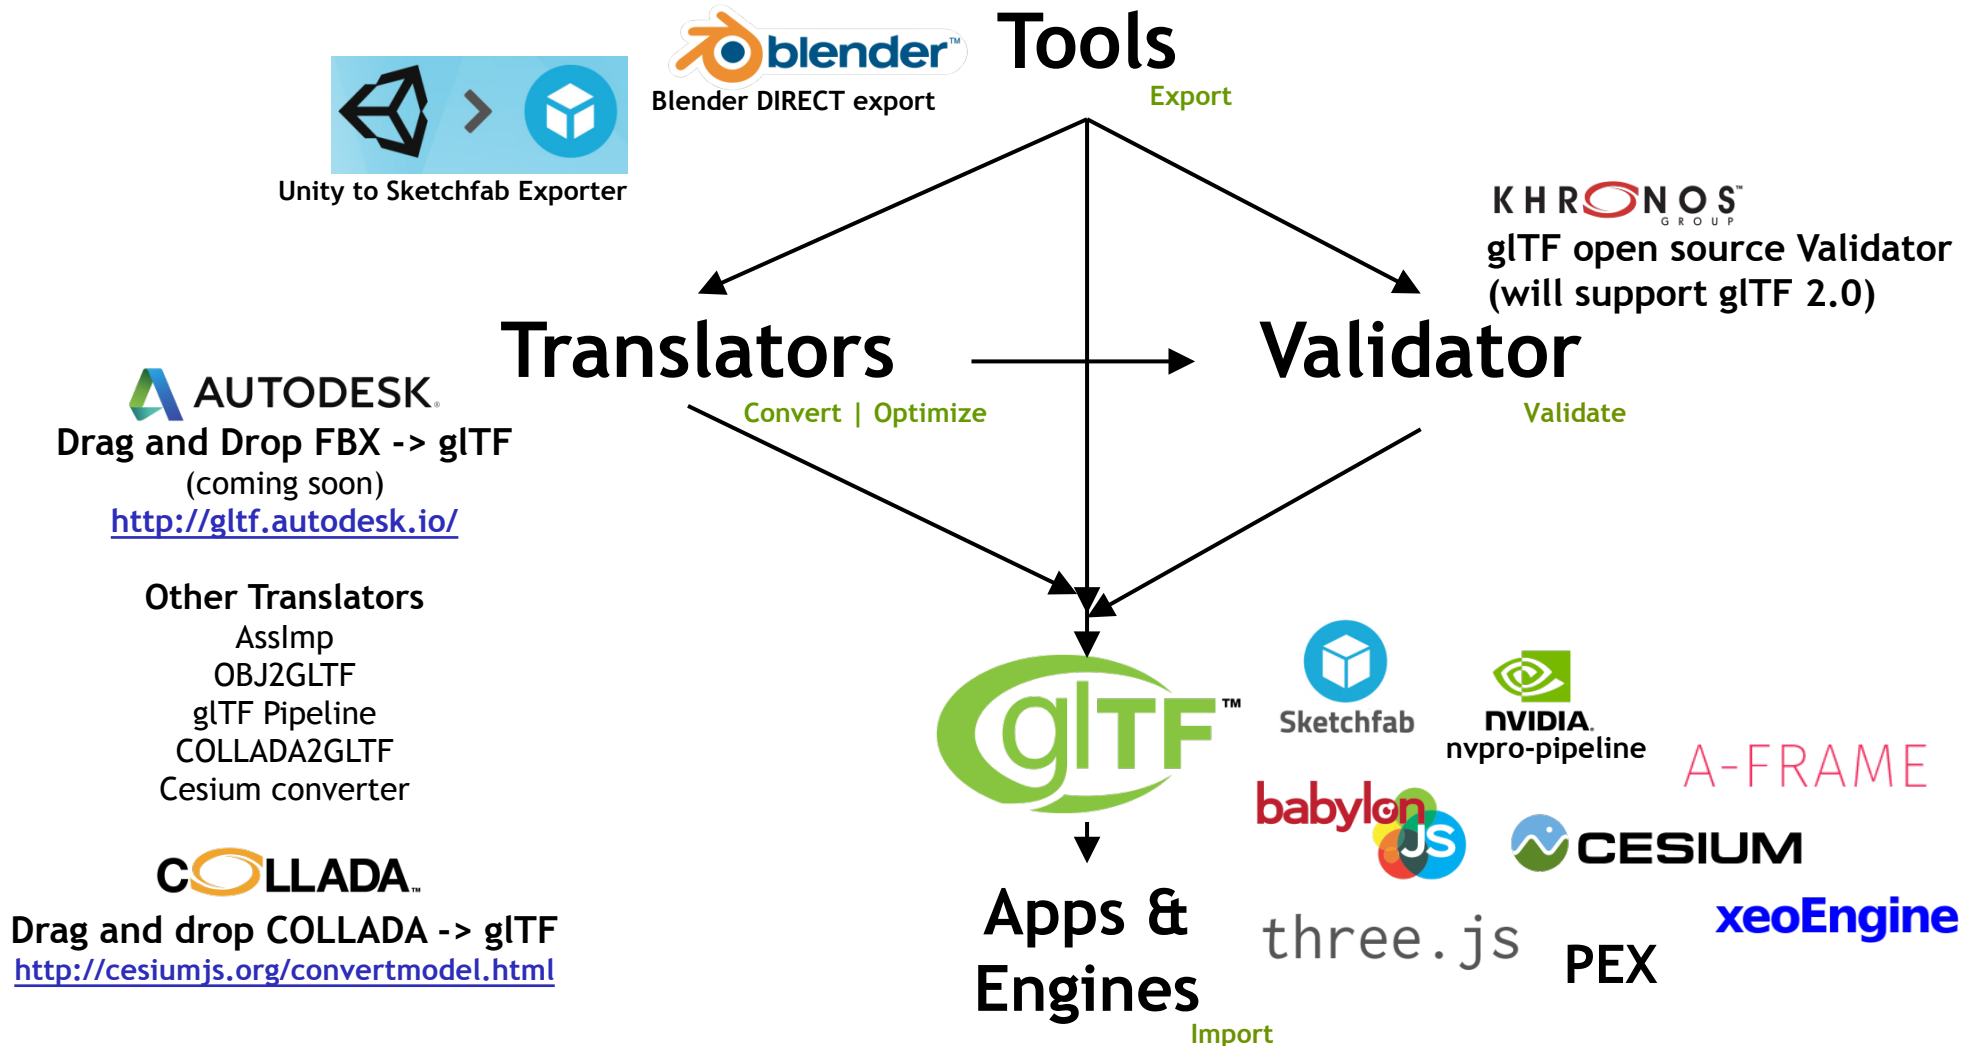 blender™
Tools
Blender DIRECT export
Export
Unity to Sketchfab Exporter
KHRONOS™
GROUP
glTF open source Validator
(will support glTF 2.0)
Translators
Validator
Convert | Optimize
Validate
AUTODESK.
Drag and Drop FBX -> glTF
(coming soon)
http://gltf.autodesk.io/
Other Translators
AssImp
OBJ2GLTF
glTF Pipeline
COLLADA2GLTF
Cesium converter
COLLADA™
Drag and drop COLLADA -> glTF
http://cesiumjs.org/convertmodel.html
glTF™
Sketchfab
NVIDIA.
nvpro-pipeline
A-FRAME
babylon
JS
CESIUM
xeoEngine
three.js
PEX
Apps &
Engines
Import